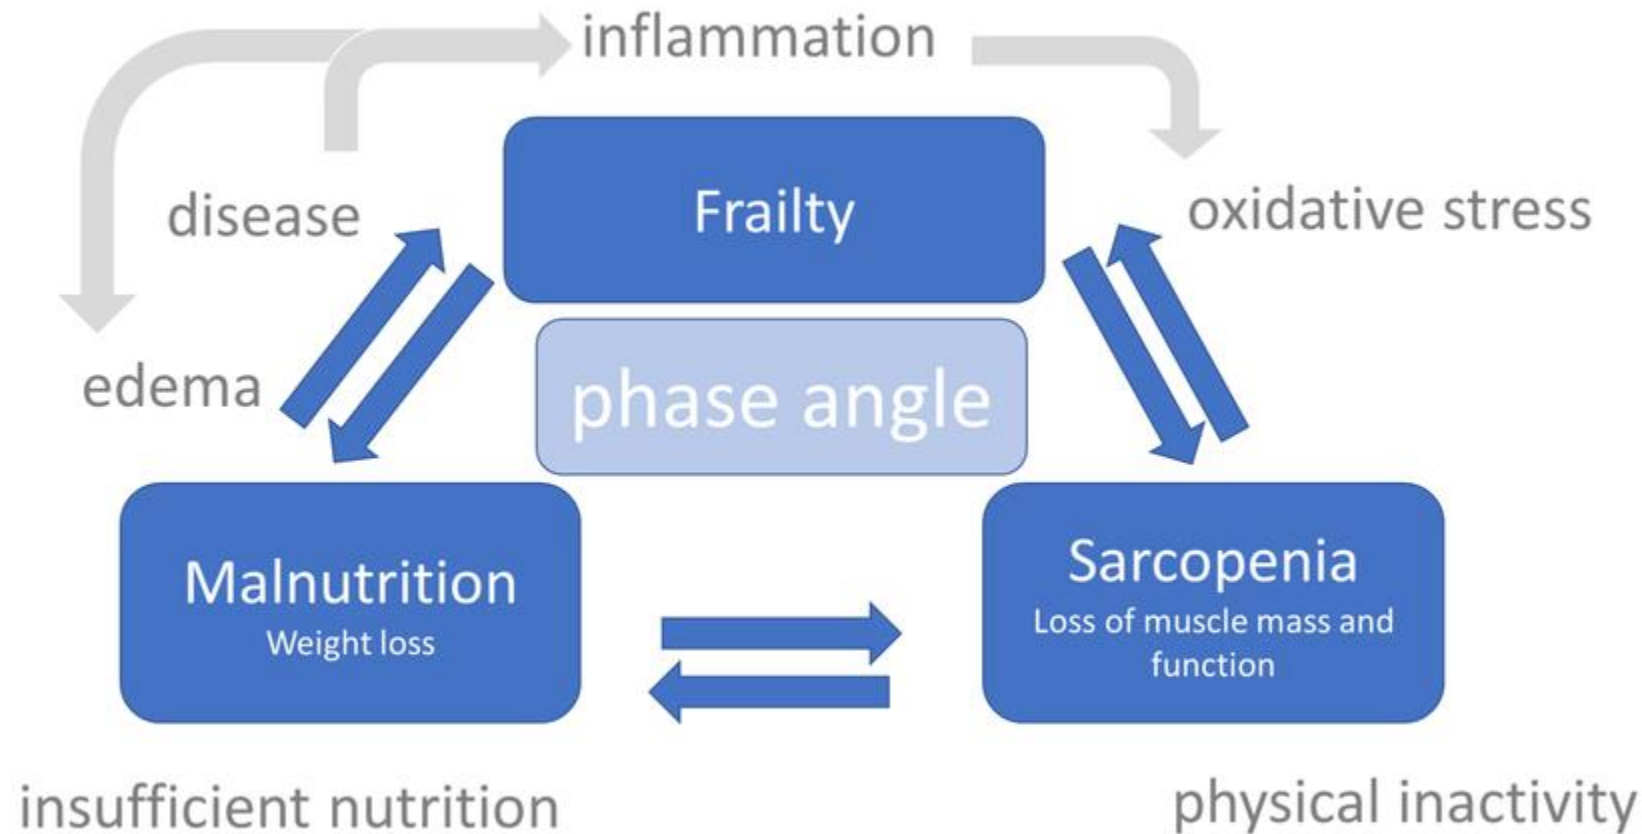 inflammation
disease
Frailty
oxidative stress
edema
phase angle
Malnutrition
Weight loss
Sarcopenia
Loss of muscle mass and
function
insufficient nutrition
physical inactivity